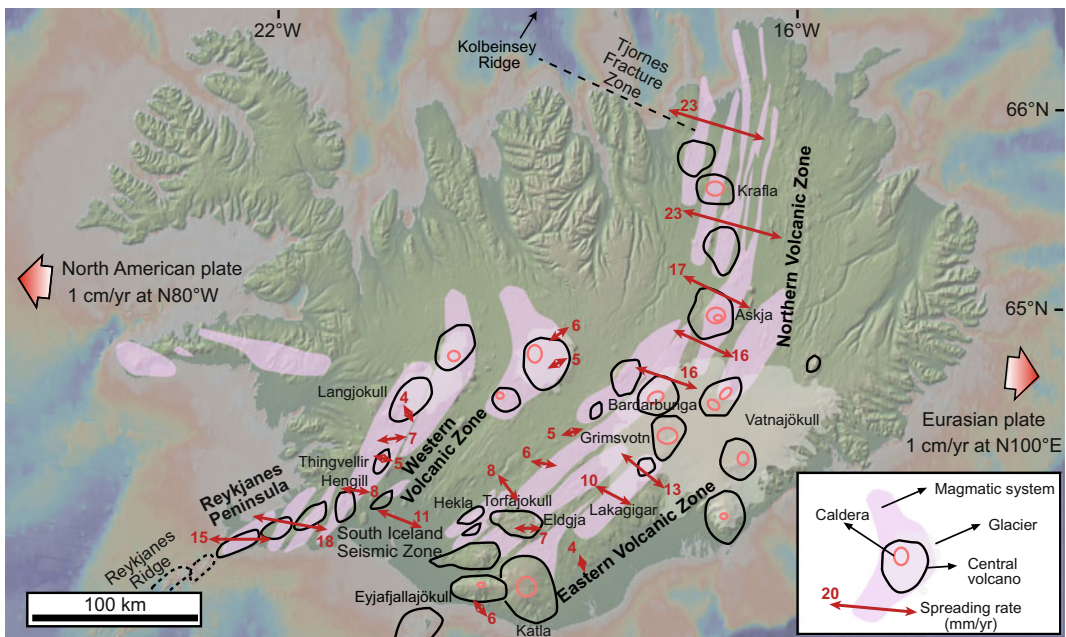 22°W
16°W
Kolbeinsey
Ridge
Tjornes
Fracture
Zone
23
66°N
Krafla
23
North American plate
1 cm/yr at N80°W
17
Northern Volcanic Zone
65°N
Askja
6
16
5
16
Langjokull
4
Bardarbunga
Vatnajökull
Eurasian plate
1 cm/yr at N100°E
7
Western
Volcanic Zone
5
Grimsvotn
Thingvellir
5
6
Hengill
8
8
13
Reykjanes
Peninsula
Hekla
Torfajokull
10
Lakagigar
11
Eldgja
15
18
South Iceland
Seismic Zone
7
Eastern Volcanic Zone
4
Reykjanes
Ridge
Eyjafjallajökull
6
Katla
100 km
Magmatic system
Caldera
Glacier
Central
volcano
20
Spreading rate
(mm/yr)